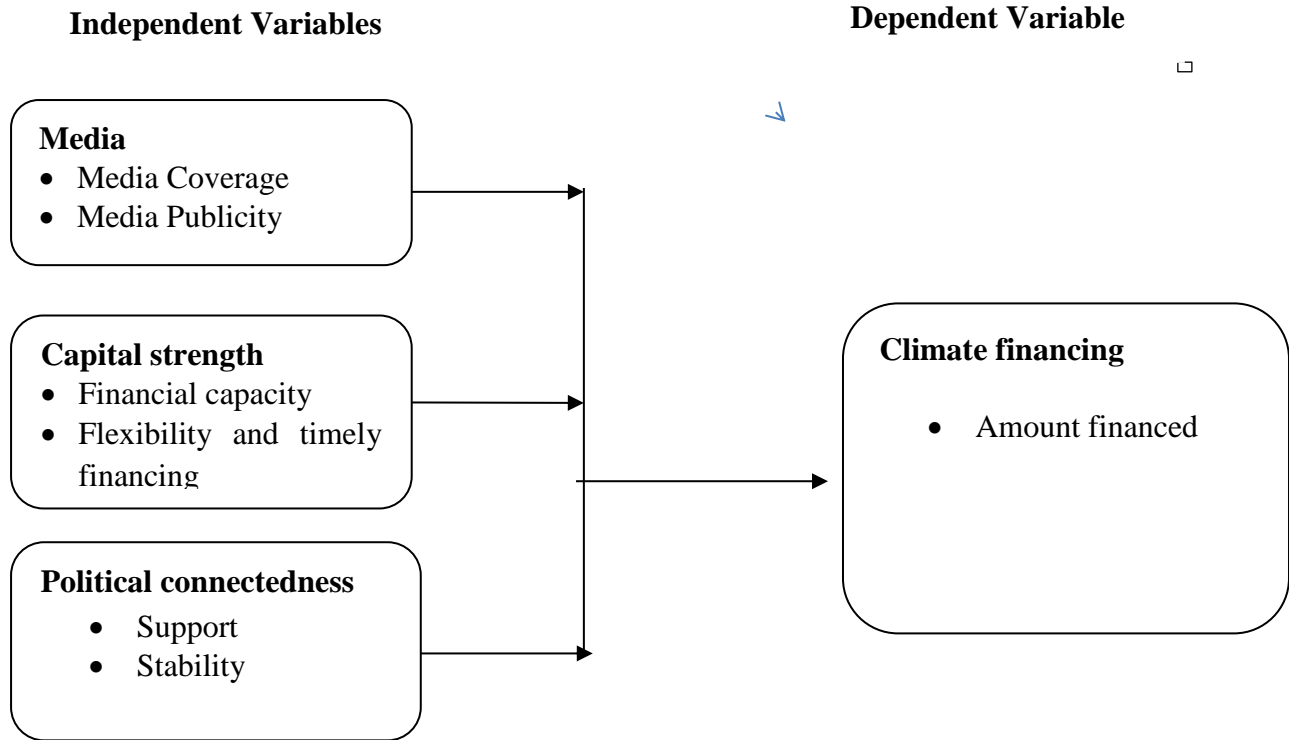 Independent Variables
Dependent Variable
Media
• Media Coverage
• Media Publicity
Capital strength
• Financial capacity
• Flexibility and timely
financing
Political connectedness
• Support
• Stability
Climate financing
• Amount financed